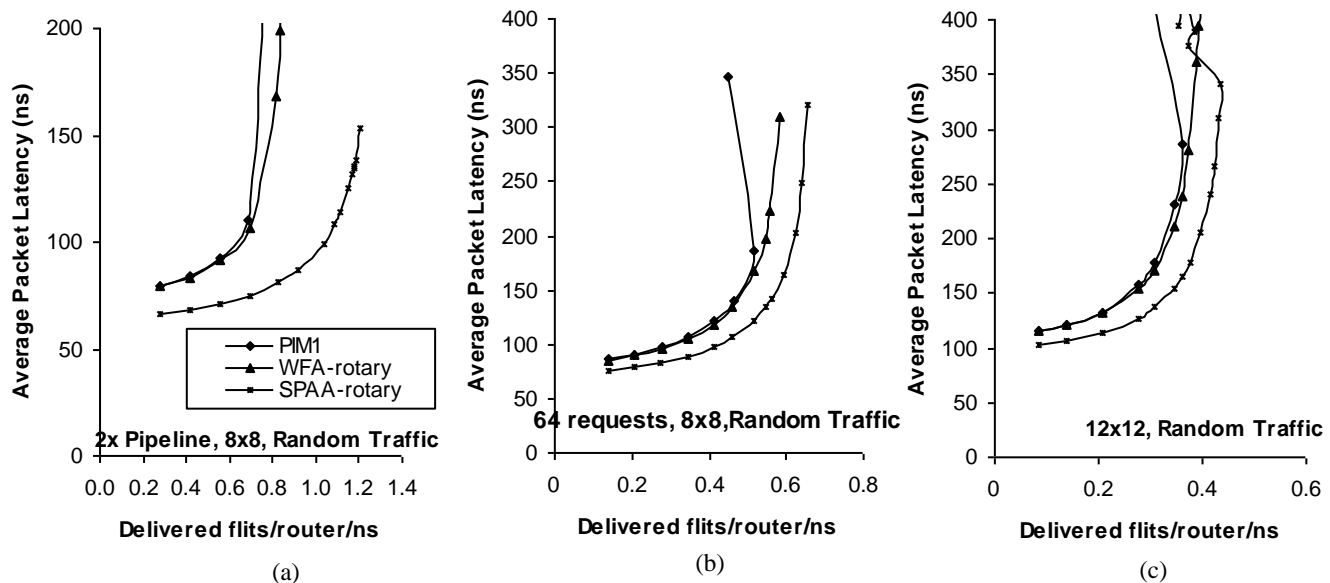 Average Packet Latency (ns)
200
150
100
50
0
PIM1
WFA-rotary
SPAA-rotary
2x Pipeline, 8x8, Random Traffic
0.0 0.2 0.4 0.6 0.8 1.0 1.2 1.4
Delivered flits/router/ns
(a)
Average Packet Latency (ns)
400
350
300
250
200
150
100
50
0
64 requests, 8x8,Random Traffic
0 0.2 0.4 0.6 0.8
Delivered flits/router/ns
(b)
Average Packet Latency (ns)
400
350
300
250
200
150
100
50
0
12x12, Random Traffic
0 0.2 0.4 0.6
Delivered flits/router/ns
(c)